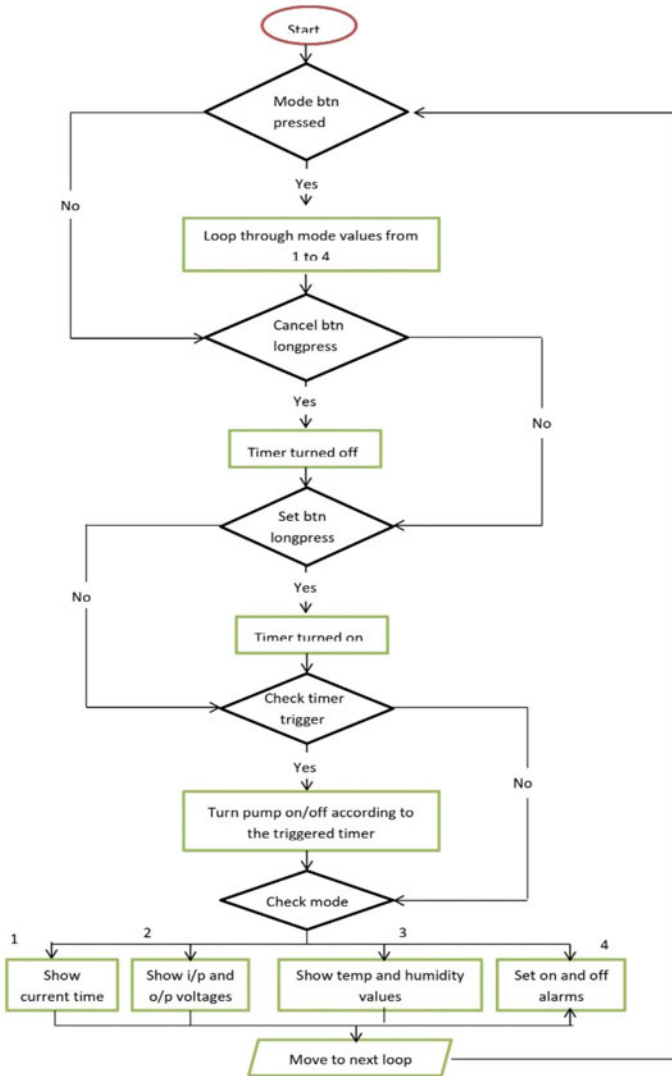 Start
Mode btn
pressed
Yes
No
Loop through mode values from
1 to 4
Cancel btn
longpress
Yes
No
Timer turned off
Set btn
longpress
Yes
No
Timer turned on
Check timer
trigger
Yes
No
Turn pump on/off according to
the triggered timer
Check mode
1
2
3
4
Show
current time
Show i/p and
o/p voltages
Show temp and humidity
values
Set on and off
alarms
Move to next loop